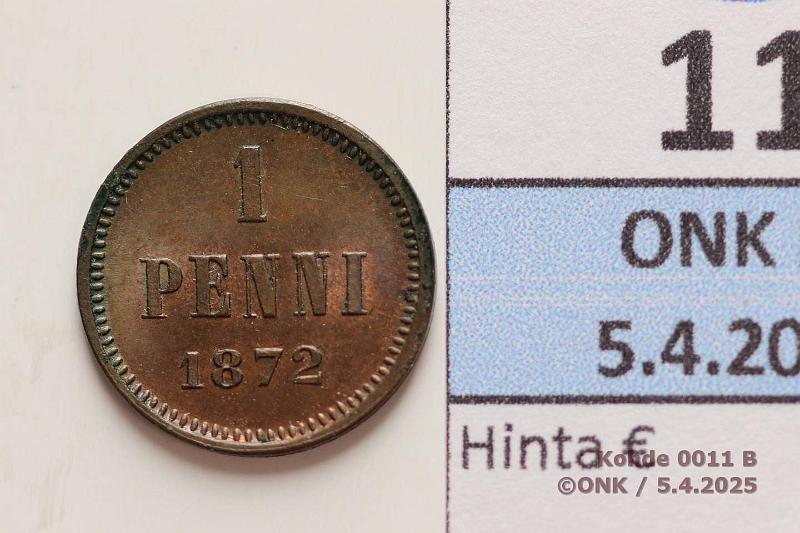 1
PENNI
1872
11
ONK
5.4.20
Hinta €
Kohde 0011 B
©ONK / 5.4.2025